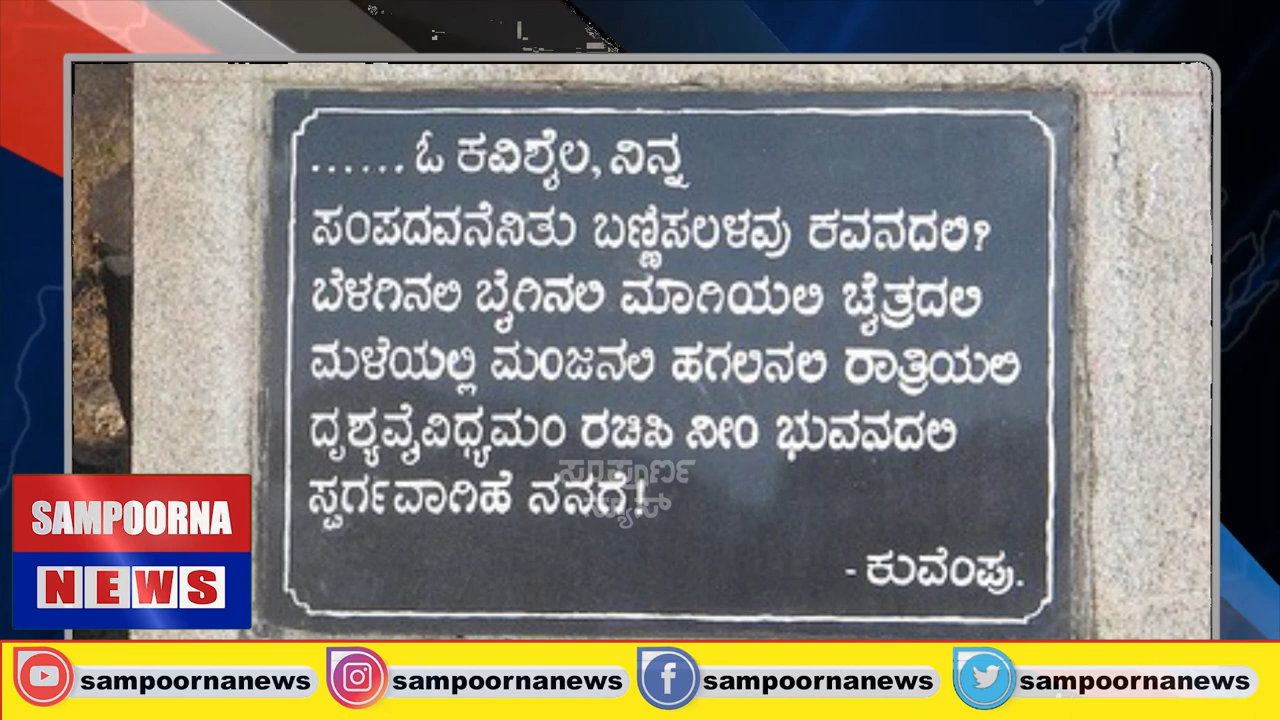 ...... ಓ ಕವಿಶೈಲ, ನಿನ್ನ
ಸಂಪದವನೆನಿತು ಬಣ್ಣಿಸಲಳವು ಕವನದಲಿ?
ಬೆಳಗಿನಲಿ ಬೈಗಿನಲಿ ಮಾಗಿಯಲಿ ಚೈತ್ರದಲಿ
ಮಳೆಯಲ್ಲಿ ಮಂಜಿನಲಿ ಹಗಲಿನಲಿ ರಾತ್ರಿಯಲಿ
ದೃಶ್ಯವೈವಿಧ್ಯಮಂ ರಚಿಸಿ ನೀಂ ಭುವನದಲಿ
ಸ್ವರ್ಗವಾಗಿಹೆ ನನಗೆ!
ಸಂಪೂರ್ಣ
ನ್ಯೂಸ್
- ಕುವೆಂಪು.
SAMPOORNA
NEWS
sampoornanews sampoornanews sampoornanews sampoornanews